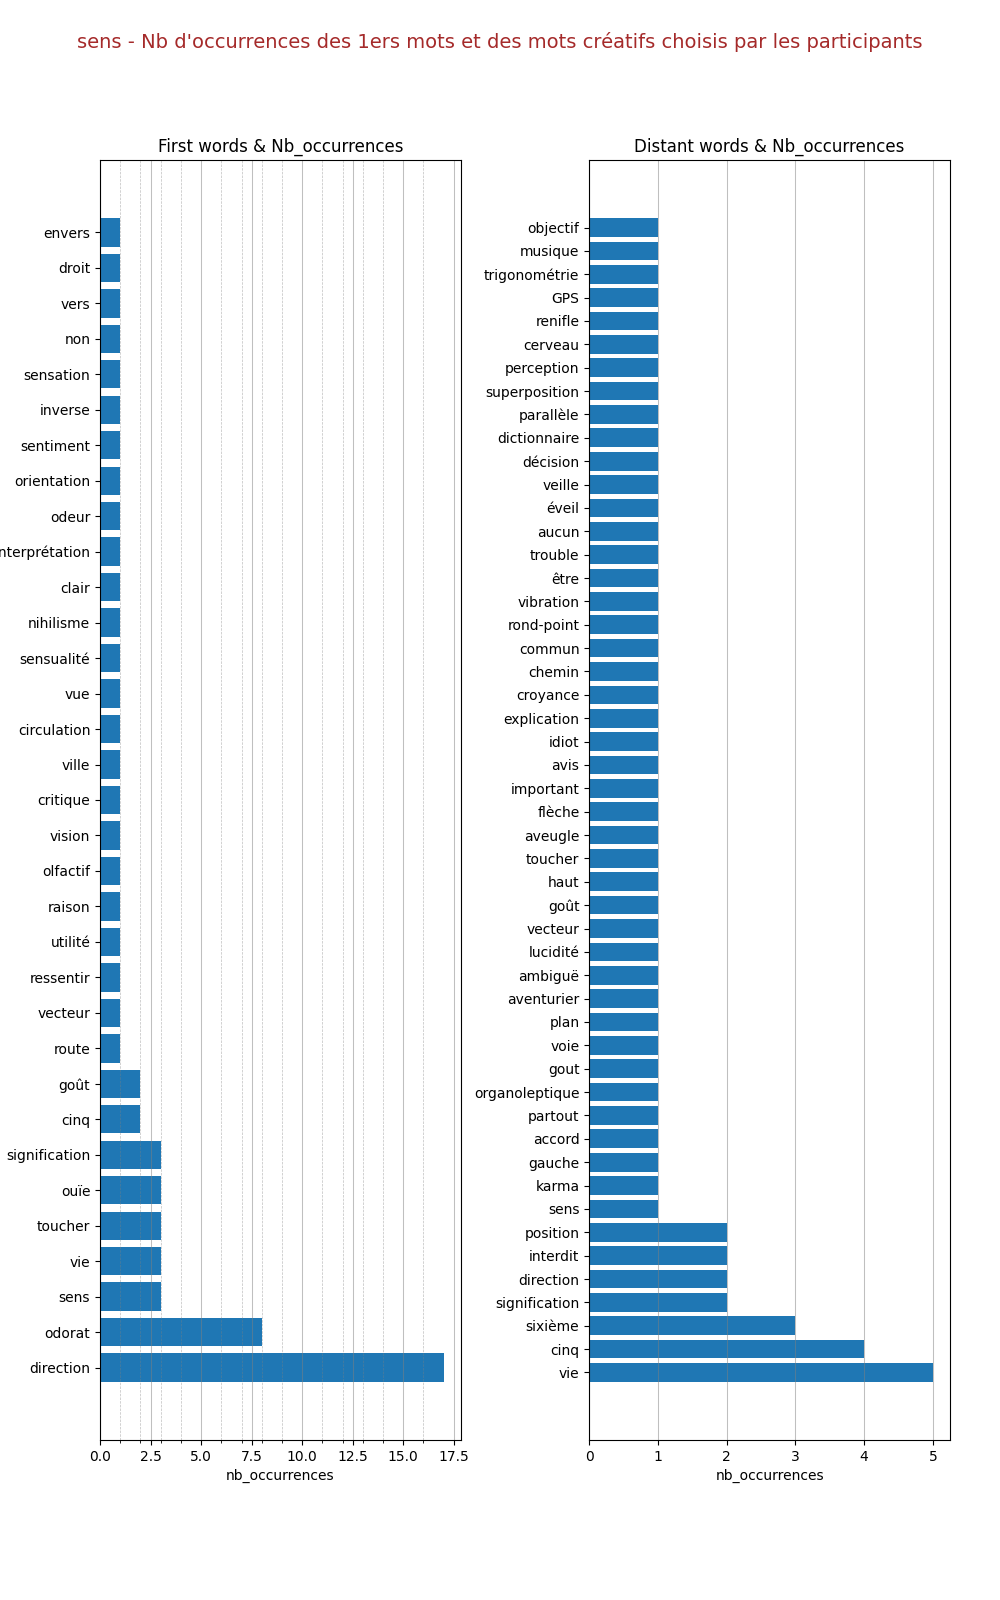 sens - Nb d'occurrences des 1ers mots et des mots créatifs choisis par les participants
First words & Nb_occurrences
envers
droit
vers
non
sensation
inverse
sentiment
orientation
odeur
nterprétation
clair
nihilisme
sensualité
vue
circulation
ville
critique
vision
olfactif
raison
utilité
ressentir
vecteur
route
goût
cinq
signification
ouïe
toucher
vie
sens
odorat
direction
0.0 2.5 5.0 7.5 10.0 12.5 15.0 17.5
nb_occurrences
Distant words & Nb_occurrences
objectif
musique
trigonométrie
GPS
renifle
cerveau
perception
superposition
parallèle
dictionnaire
décision
veille
éveil
aucun
trouble
être
vibration
rond-point
commun
chemin
croyance
explication
idiot
avis
important
flèche
aveugle
toucher
haut
goût
vecteur
lucidité
ambiguë
aventurier
plan
voie
gout
organoleptique
partout
accord
gauche
karma
sens
position
interdit
direction
signification
sixième
cinq
vie
0 1 2 3 4 5
nb_occurrences